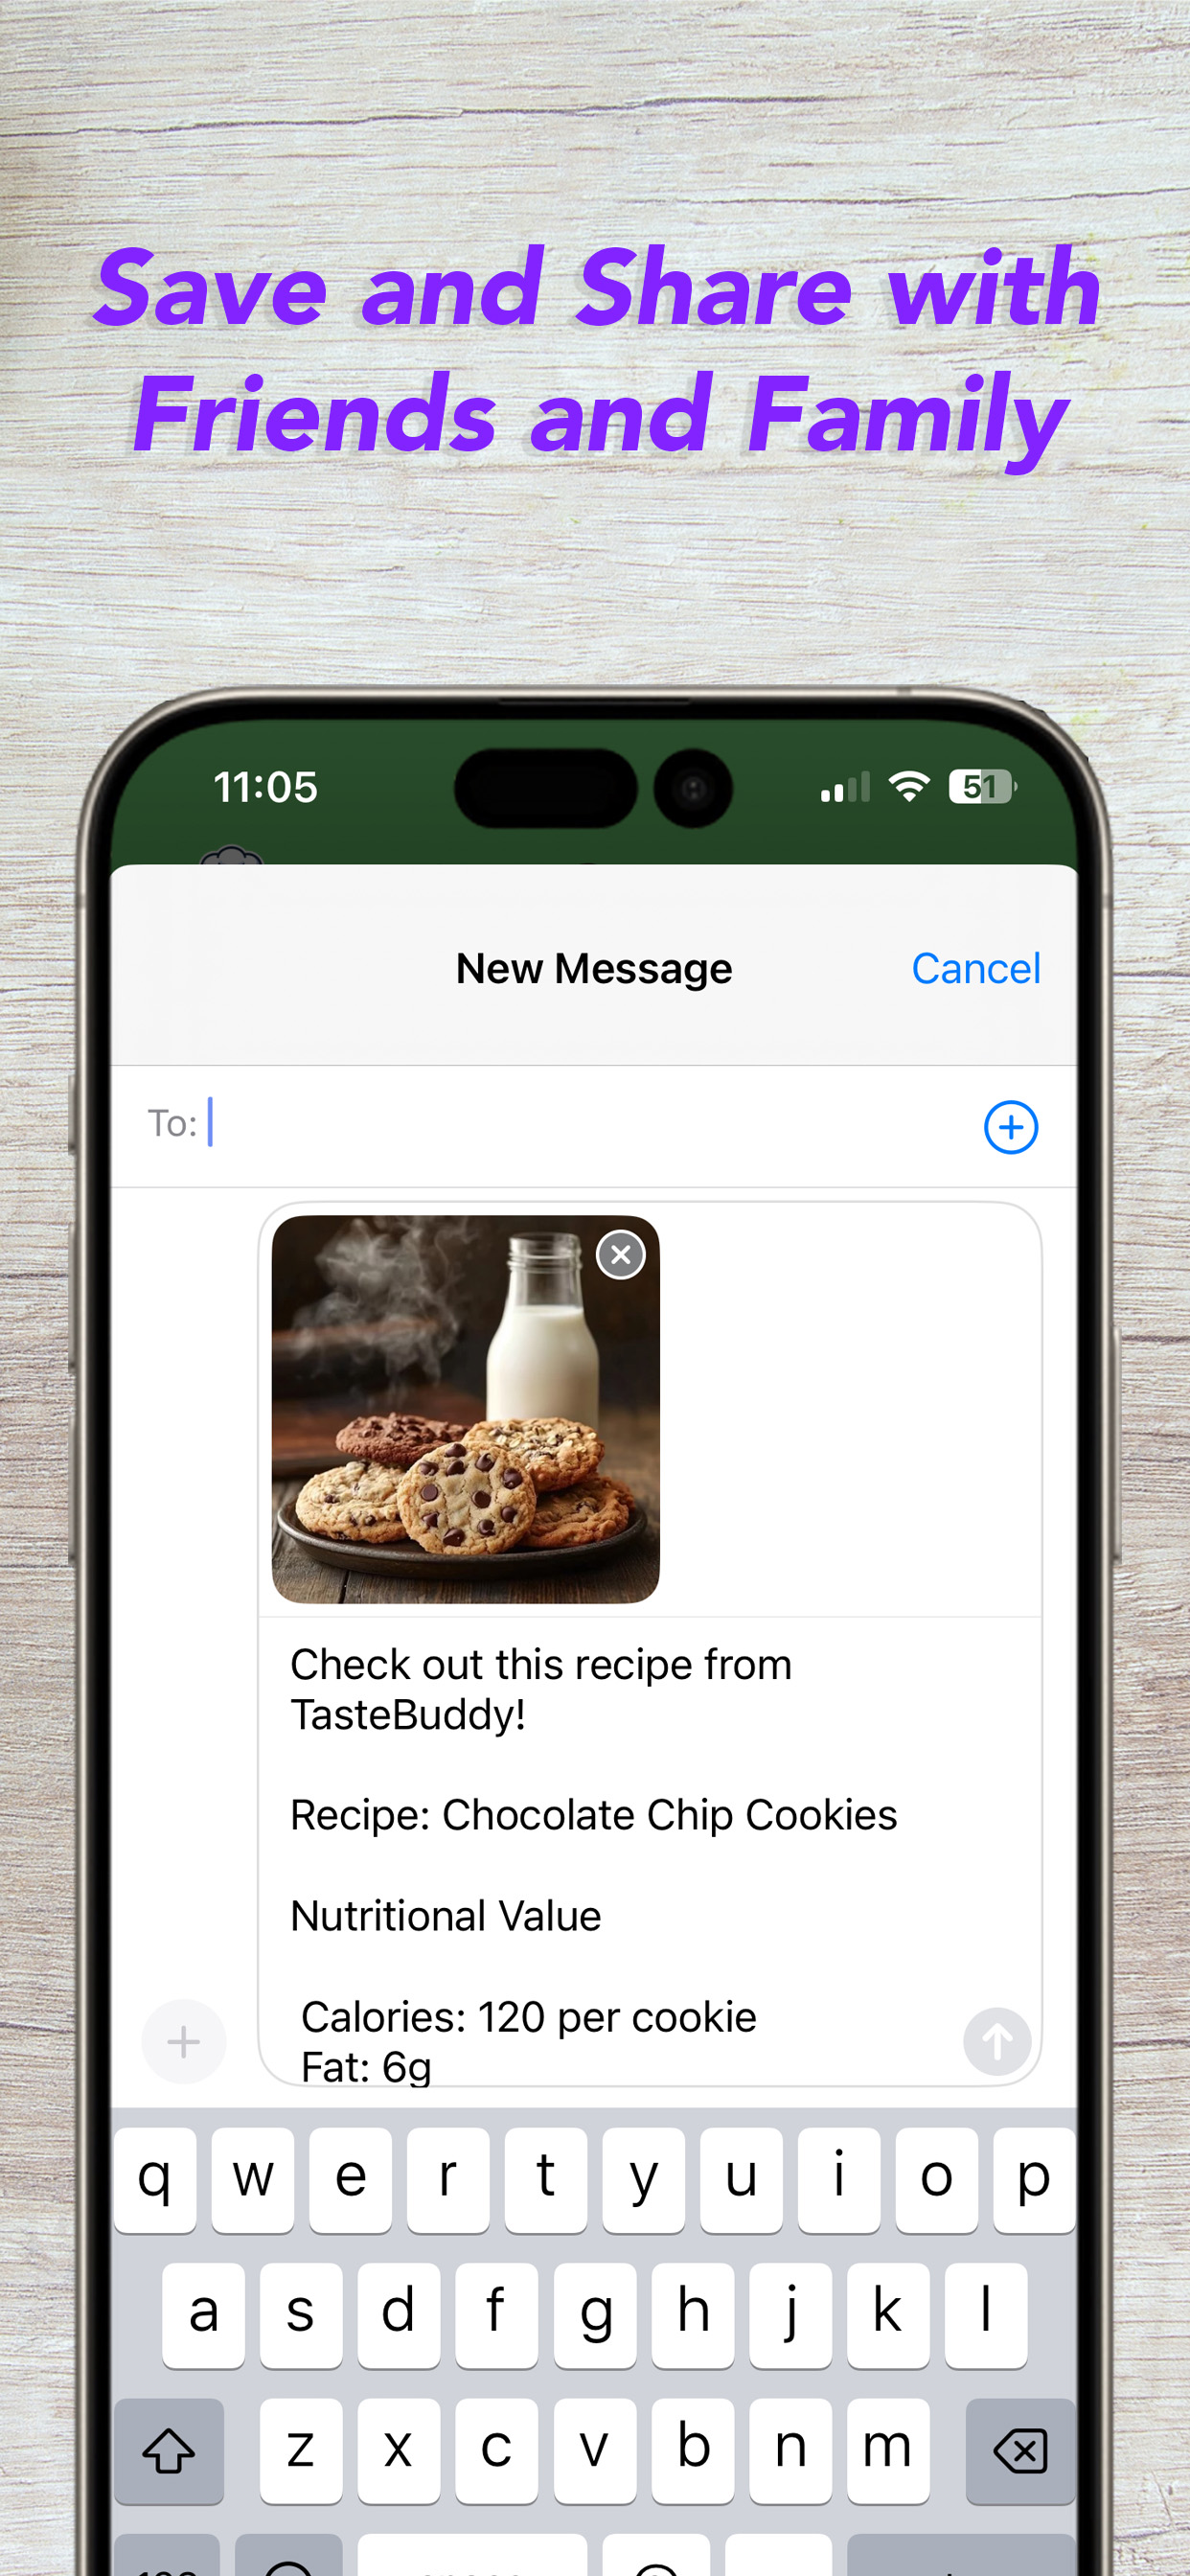 Save and Share with
Friends and Family
11:05
51
New Message
Cancel
To:
Check out this recipe from
TasteBuddy!
Recipe: Chocolate Chip Cookies
Nutritional Value
Calories: 120 per cookie
Fat: 6g
q w e r t y u i o p
a s d f g h j k l
z x c v b n m